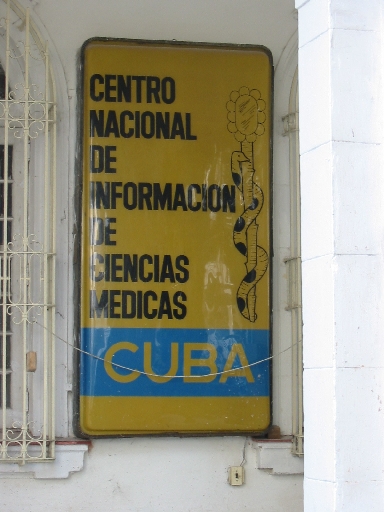 CENTRO
NACIONAL
DE
INFORMACION
DE
CIENCIAS
MEDICAS
CUBA